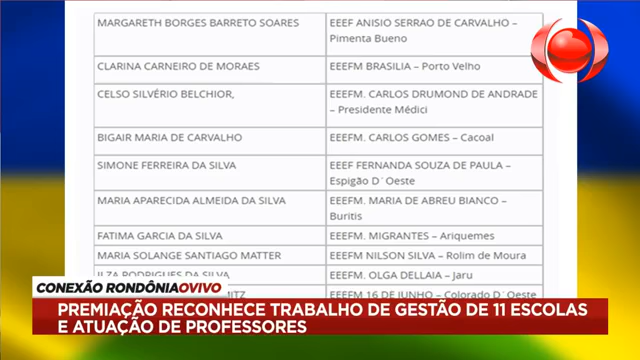 MARGARETH BORGES BARRETO SOARES
EEEF ANISIO SERRAO DE CARVALHO –
Pimenta Bueno
CLARINA CARNEIRO DE MORAES
EEEFM BRASILIA – Porto Velho
CELSO SILVÉRIO BELCHIOR,
EEEFM. CARLOS DRUMOND DE ANDRADE
– Presidente Médici
BIGAIR MARIA DE CARVALHO
EEEFM. CARLOS GOMES – Cacoal
SIMONE FERREIRA DA SILVA
EEEF FERNANDA SOUZA DE PAULA –
Espigão D´Oeste
MARIA APARECIDA ALMEIDA DA SILVA
EEEFM. MARIA DE ABREU BIANCO –
Buritis
FATIMA GARCIA DA SILVA
EEEFM. MIGRANTES – Ariquemes
MARIA SOLANGE SANTIAGO MATTER
EEEFM NILSON SILVA – Rolim de Moura
ILZA RODRIGUES DA SILVA
EEEFM. OLGA DELLAIA – Jaru
EEEFM 16 DE JUNHO – Colorado D´Oeste
CONEXÃO RONDÔNIAOVIVO
PREMIAÇÃO RECONHECE TRABALHO DE GESTÃO DE 11 ESCOLAS
E ATUAÇÃO DE PROFESSORES